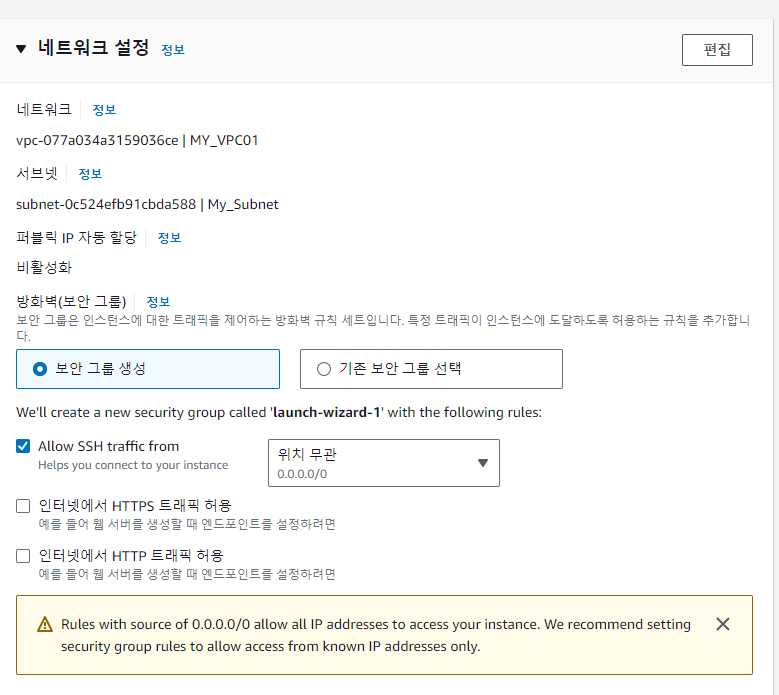 ▼ 네트워크 설정 정보
편집
네트워크 정보
vpc-077a034a3159036ce | MY_VPC01
서브넷 정보
subnet-0c524efb91cbda588 | My_Subnet
퍼블릭 IP 자동 할당 정보
비활성화
방화벽(보안 그룹) 정보
보안 그룹은 인스턴스에 대한 트래픽을 제어하는 방화벽 규칙 세트입니다. 특정 트래픽이 인스턴스에 도달하도록 허용하는 규칙을 추가합니
다.
보안 그룹 생성
기존 보안 그룹 선택
We'll create a new security group called 'launch-wizard-1' with the following rules:
Allow SSH traffic from
Helps you connect to your instance
위치 무관
0.0.0.0/0
인터넷에서 HTTPS 트래픽 허용
예를 들어 웹 서버를 생성할 때 엔드포인트를 설정하려면
인터넷에서 HTTP 트래픽 허용
예를 들어 웹 서버를 생성할 때 엔드포인트를 설정하려면
Rules with source of 0.0.0.0/0 allow all IP addresses to access your instance. We recommend setting
security group rules to allow access from known IP addresses only.